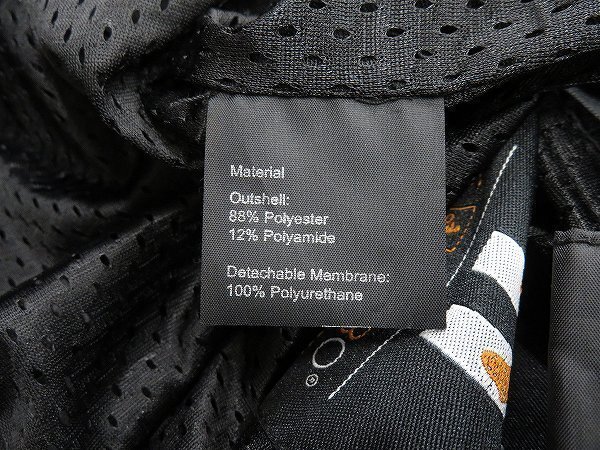 Material
Outshell:
88% Polyester
12% Polyamide
Detachable Membrane:
100% Polyurethane